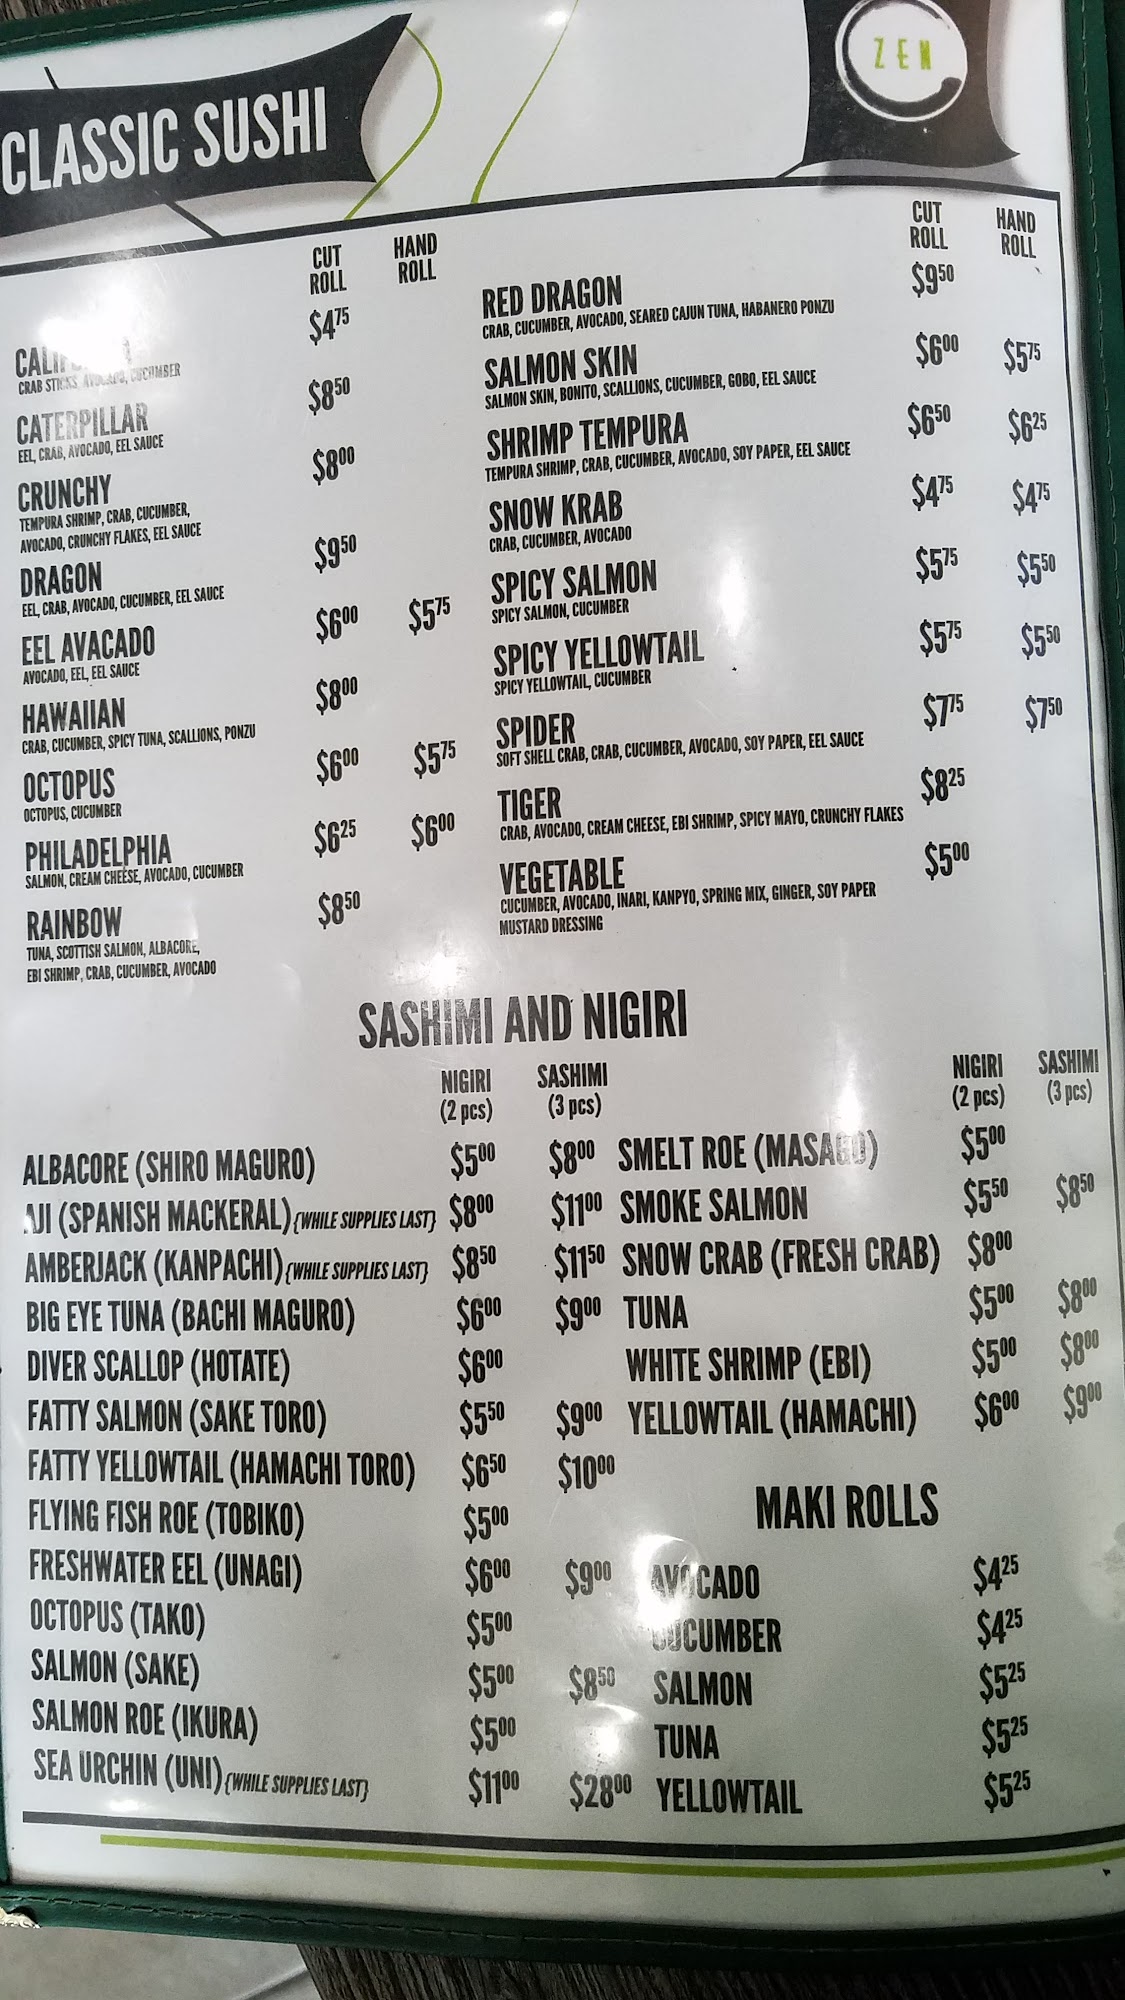 ZEN
CLASSIC SUSHI
CUT ROLL HAND ROLL
$4.75
CRAB STICKS, AVOCADO, CUCUMBER
CATERPILLAR $8.50
EEL, CRAB, AVOCADO, EEL SAUCE
CRUNCHY $8.00
TEMPURA SHRIMP, CRAB, CUCUMBER,
AVOCADO, CRUNCHY FLAKES, EEL SAUCE
DRAGON $9.50
EEL, CRAB, AVOCADO, CUCUMBER, EEL SAUCE
EEL AVACADO $6.00 $5.75
AVOCADO, EEL, EEL SAUCE
HAWAIIAN $8.00
CRAB, CUCUMBER, SPICY TUNA, SCALLIONS, PONZU
OCTOPUS $6.00 $5.75
OCTOPUS, CUCUMBER
PHILADELPHIA $6.25 $6.00
SALMON, CREAM CHEESE, AVOCADO, CUCUMBER
RAINBOW $8.50
TUNA, SCOTTISH SALMON, ALBACORE,
EBI SHRIMP, CRAB, CUCUMBER, AVOCADO
CUT ROLL HAND ROLL
RED DRAGON $9.50
CRAB, CUCUMBER, AVOCADO, SEARED CAJUN TUNA, HABANERO PONZU
SALMON SKIN $6.00 $5.75
SALMON SKIN, BONITO, SCALLIONS, CUCUMBER, GOBO, EEL SAUCE
SHRIMP TEMPURA $6.50 $6.25
TEMPURA SHRIMP, CRAB, CUCUMBER, AVOCADO, SOY PAPER, EEL SAUCE
SNOW KRAB $4.75 $4.75
CRAB, CUCUMBER, AVOCADO
SPICY SALMON $5.75 $5.50
SPICY SALMON, CUCUMBER
SPICY YELLOWTAIL $5.75 $5.50
SPICY YELLOWTAIL, CUCUMBER
SPIDER $7.75 $7.50
SOFT SHELL CRAB, CRAB, CUCUMBER, AVOCADO, SOY PAPER, EEL SAUCE
TIGER $8.25
CRAB, AVOCADO, CREAM CHEESE, EBI SHRIMP, SPICY MAYO, CRUNCHY FLAKES
VEGETABLE $5.00
CUCUMBER, AVOCADO, INARI, KANPYO, SPRING MIX, GINGER, SOY PAPER
MUSTARD DRESSING
SASHIMI AND NIGIRI
NIGIRI (2 pcs) SASHIMI (3 pcs)
ALBACORE (SHIRO MAGURO) $5.00 $8.00
AJI (SPANISH MACKERAL) {WHILE SUPPLIES LAST} $8.00 $11.00
AMBERJACK (KANPACHI) {WHILE SUPPLIES LAST} $8.50 $11.50
BIG EYE TUNA (BACHI MAGURO) $6.00 $9.00
DIVER SCALLOP (HOTATE) $6.00
FATTY SALMON (SAKE TORO) $5.50 $9.00
FATTY YELLOWTAIL (HAMACHI TORO) $6.50 $10.00
FLYING FISH ROE (TOBIKO) $5.00
FRESHWATER EEL (UNAGI) $6.00 $9.00
OCTOPUS (TAKO) $5.00
SALMON (SAKE) $5.00 $8.50
SALMON ROE (IKURA) $5.00
SEA URCHIN (UNI) {WHILE SUPPLIES LAST} $11.00 $28.00
NIGIRI (2 pcs) SASHIMI (3 pcs)
SMELT ROE (MASAGO) $5.00
SMOKE SALMON $5.50 $8.50
SNOW CRAB (FRESH CRAB) $8.00
TUNA $5.00 $8.00
WHITE SHRIMP (EBI) $5.00 $8.00
YELLOWTAIL (HAMACHI) $6.00 $9.00
MAKI ROLLS
AVOCADO $4.25
CUCUMBER $4.25
SALMON $5.25
TUNA $5.25
YELLOWTAIL $5.25